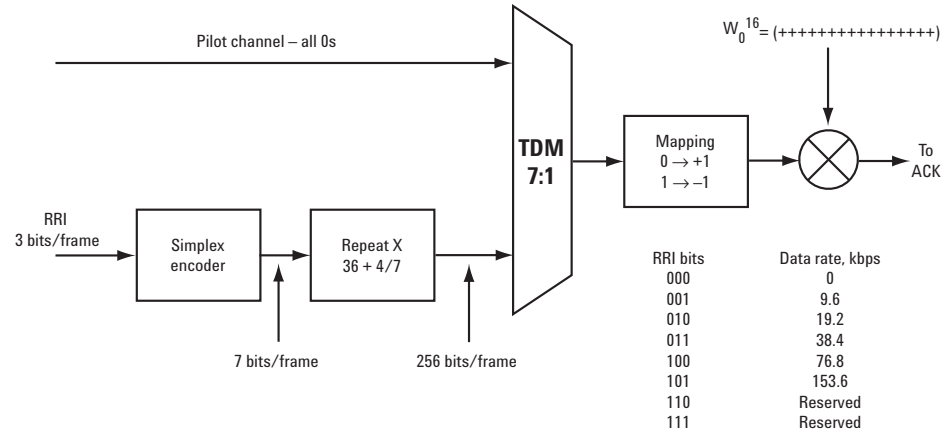 W₀¹⁶= (++++++++++++++++)
Pilot channel – all 0s
TDM
7:1
Mapping
0 → +1
1 → –1
To
ACK
RRI
3 bits/frame
Simplex
encoder
Repeat X
36 + 4/7
7 bits/frame
256 bits/frame
RRI bits Data rate, kbps
000 0
001 9.6
010 19.2
011 38.4
100 76.8
101 153.6
110 Reserved
111 Reserved